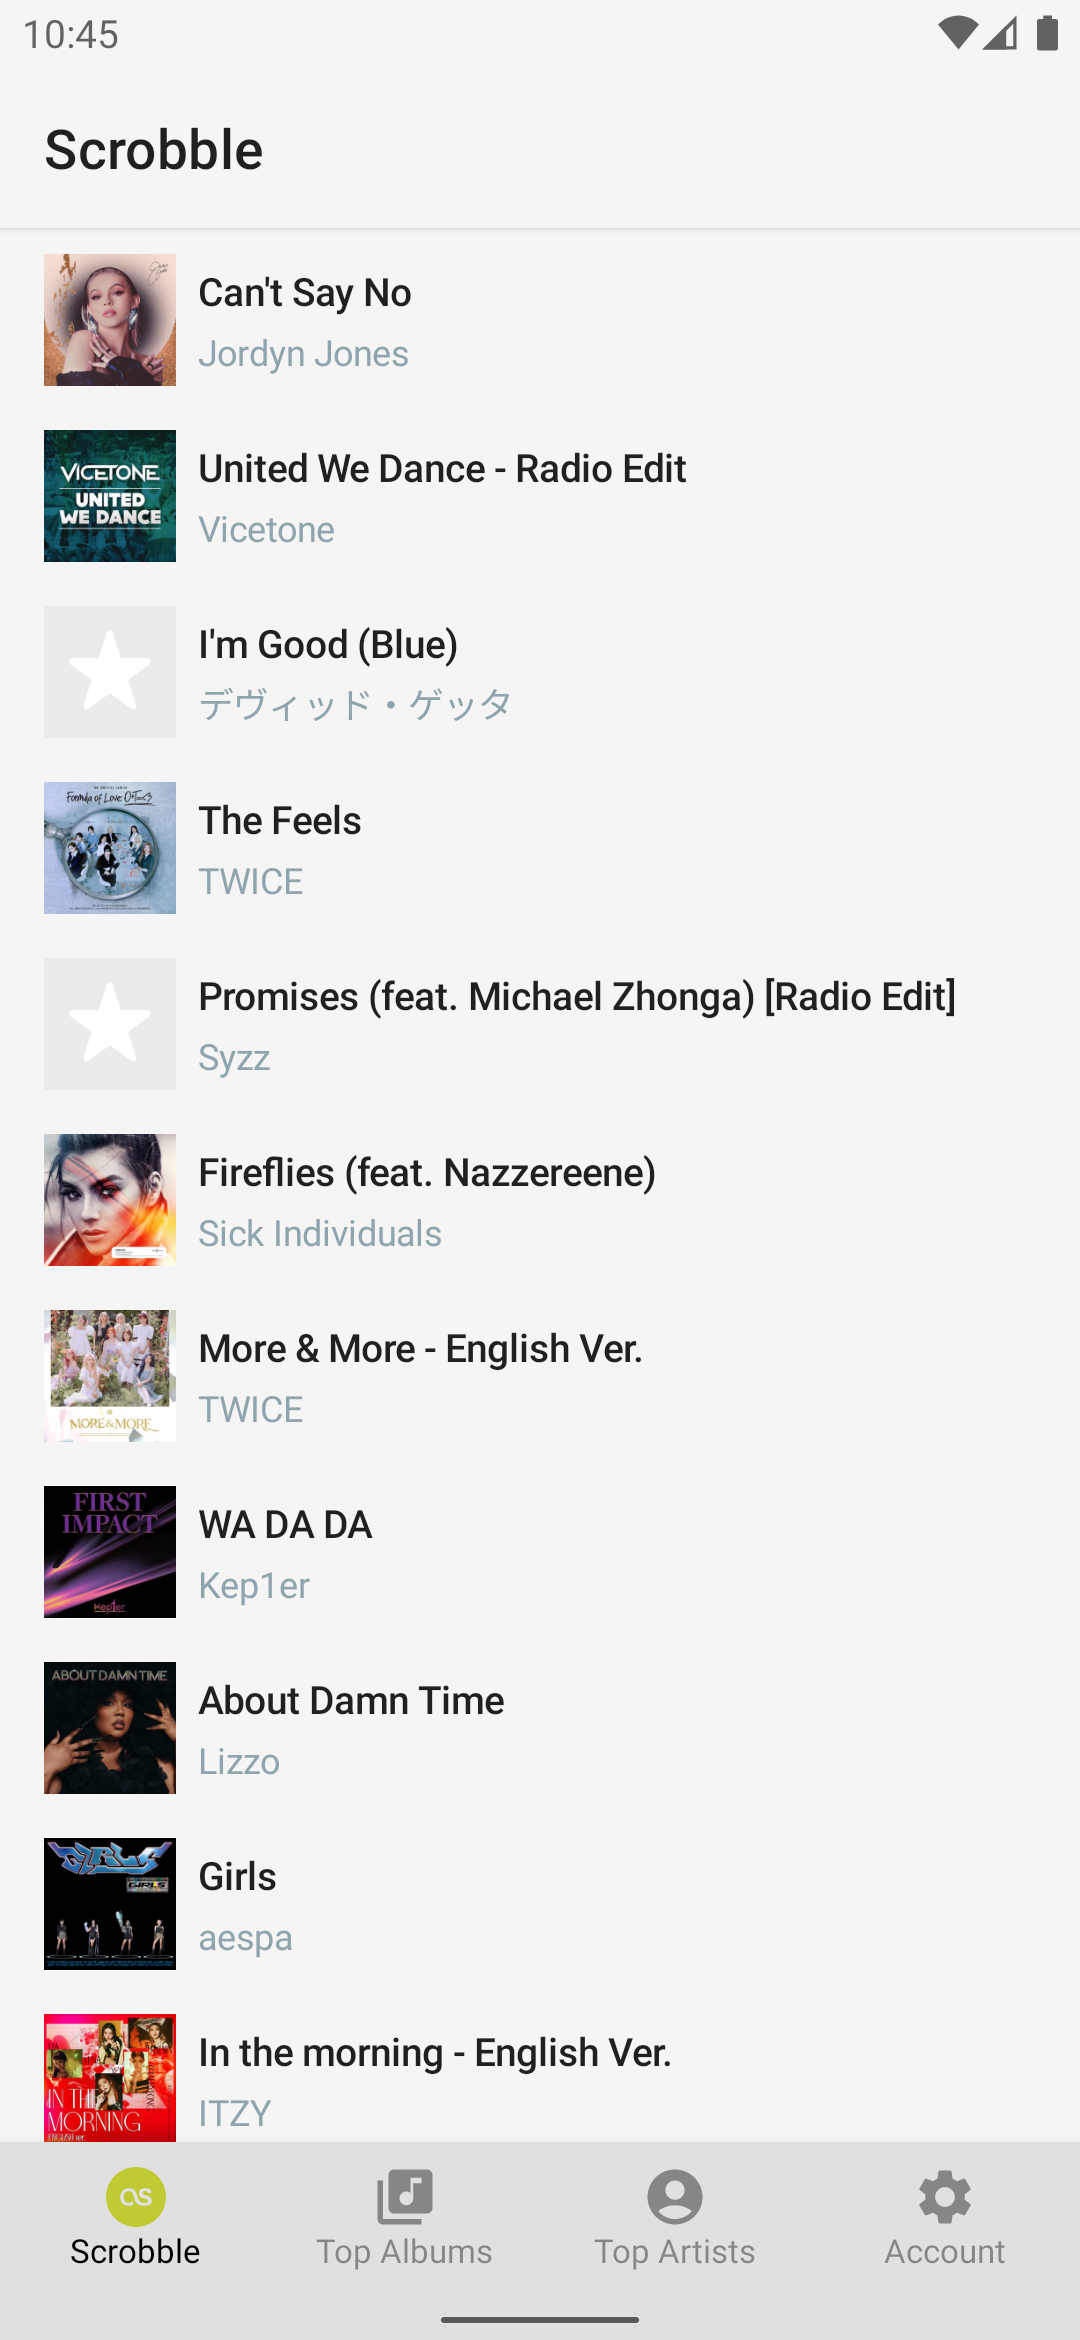 10:45
Scrobble
Can't Say No
Jordyn Jones
VICETONE
UNITED
WE DANCE
United We Dance - Radio Edit
Vicetone
I'm Good (Blue)
デヴィッド・ゲッタ
Formula of Love: O+T=<3
The Feels
TWICE
Promises (feat. Michael Zhonga) [Radio Edit]
Syzz
Fireflies (feat. Nazzereene)
Sick Individuals
MORE & MORE
More & More - English Ver.
TWICE
FIRST
IMPACT
Kep1er
WA DA DA
Kep1er
ABOUT DAMN TIME
About Damn Time
Lizzo
GIRLS
Girls
aespa
IN THE
MORNING
ENGLISH ver.
In the morning - English Ver.
ITZY
Scrobble
Top Albums
Top Artists
Account